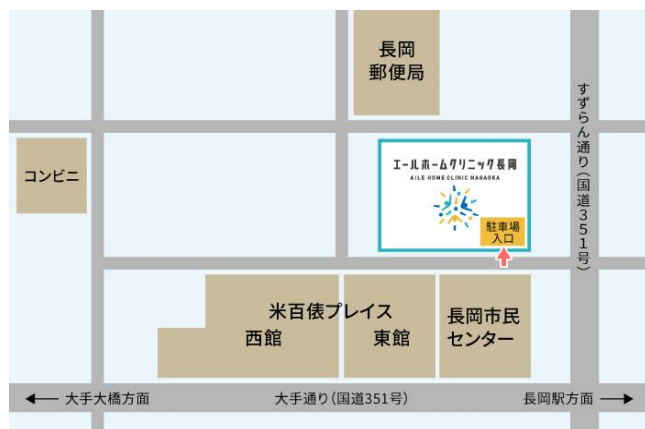 長岡
郵便局
すずらん通り(国道351号)
コンビニ
エールホームクリニック長岡
AILE HOME CLINIC NAGAOKA
駐車場
入口
米百俵プレイス
西館
東館
長岡市民
センター
← 大手大橋方面
大手通り(国道351号)
長岡駅方面 →